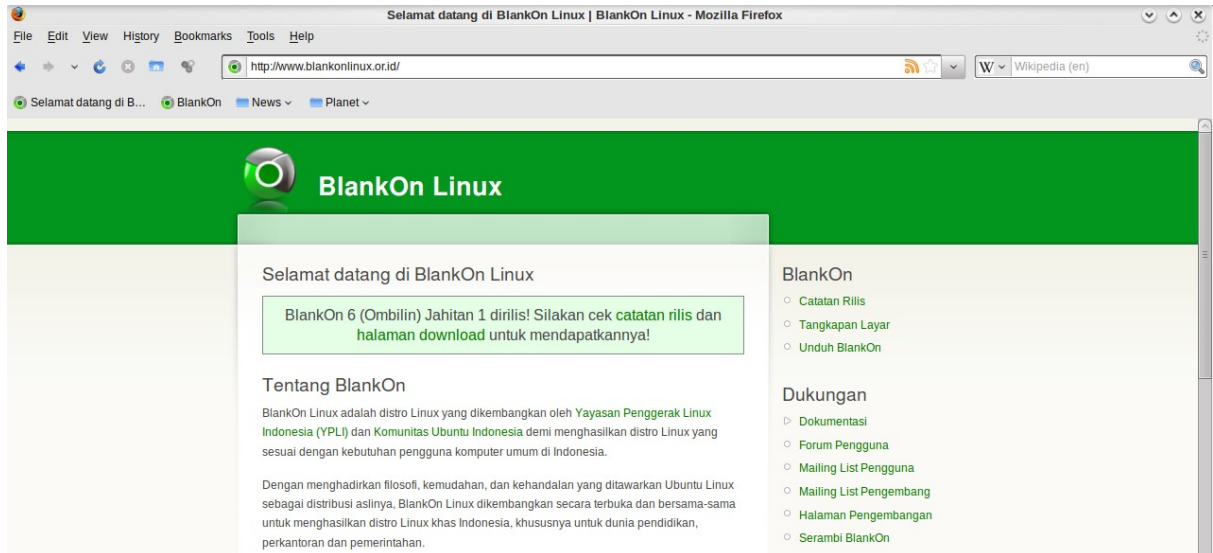 Selamat datang di BlankOn Linux | BlankOn Linux - Mozilla Firefox
File Edit View History Bookmarks Tools Help
http://www.blankonlinux.or.id/
W Wikipedia (en)
Selamat datang di B... BlankOn News Planet
BlankOn Linux
Selamat datang di BlankOn Linux
BlankOn 6 (Ombilin) Jahitan 1 dirilis! Silakan cek catatan rilis dan
halaman download untuk mendapatkannya!
Tentang BlankOn
BlankOn Linux adalah distro Linux yang dikembangkan oleh Yayasan Penggerak Linux
Indonesia (YPLI) dan Komunitas Ubuntu Indonesia demi menghasilkan distro Linux yang
sesuai dengan kebutuhan pengguna komputer umum di Indonesia.
Dengan menghadirkan filosofi, kemudahan, dan kehandalan yang ditawarkan Ubuntu Linux
sebagai distribusi aslinya, BlankOn Linux dikembangkan secara terbuka dan bersama-sama
untuk menghasilkan distro Linux khas Indonesia, khususnya untuk dunia pendidikan,
perkantoran dan pemerintahan.
BlankOn
Catatan Rilis
Tangkapan Layar
Unduh BlankOn
Dukungan
Dokumentasi
Forum Pengguna
Mailing List Pengguna
Mailing List Pengembang
Halaman Pengembangan
Serambi BlankOn